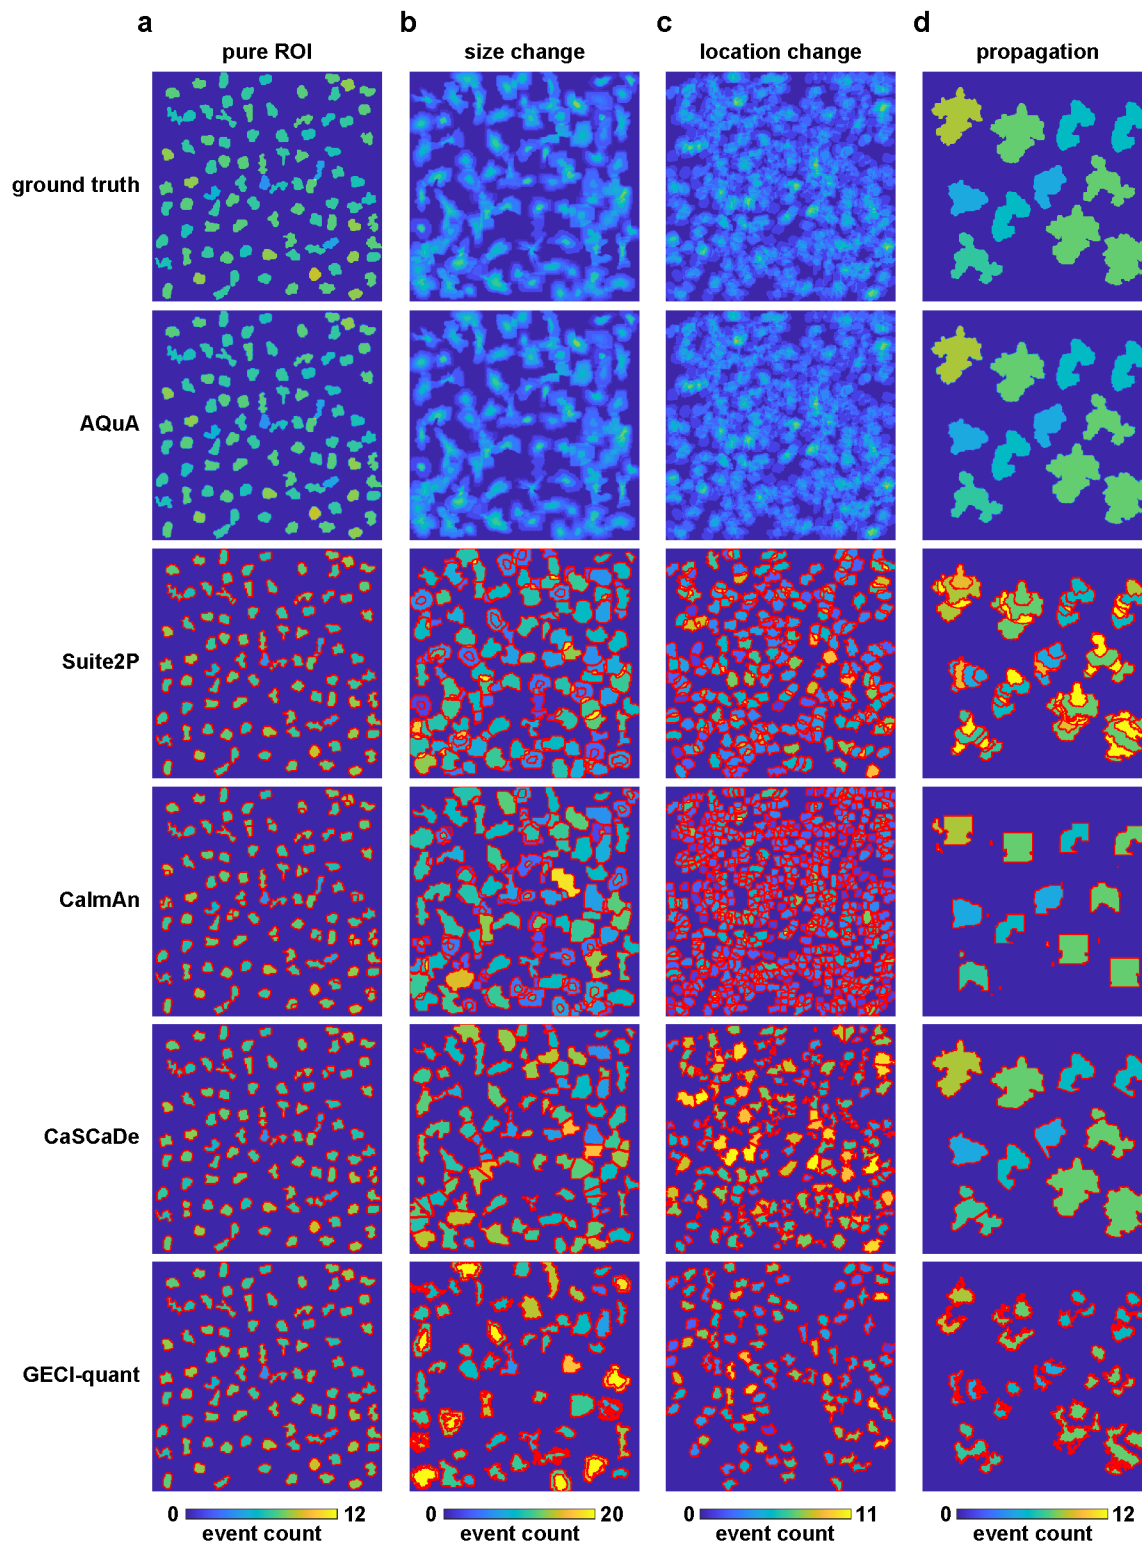 a b c d
pure ROI size change location change propagation
ground truth
AQuA
Suite2P
CaImAn
CaSCaDe
GECI-quant
0 12 0 20 0 11 0 12
event count event count event count event count